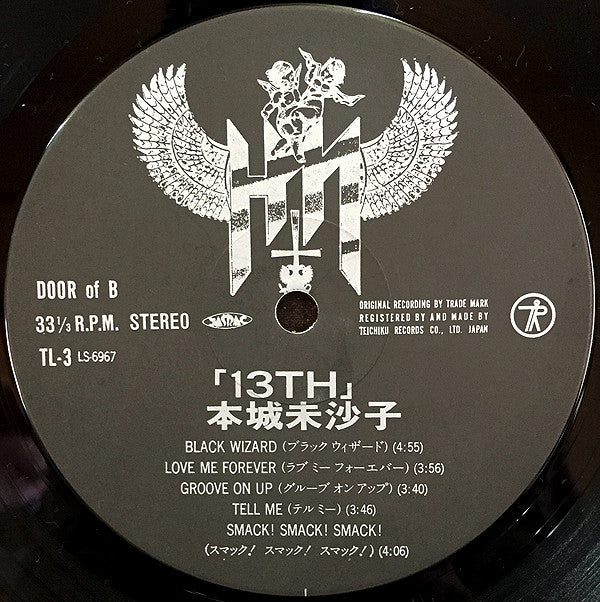 HM
DOOR of B
33 1/3 R.P.M. STEREO
JASRAC
TL-3 LS-6967
ORIGINAL RECORDING BY TRADE MARK
REGISTERED BY AND MADE BY
TEICHIKU RECORDS CO., LTD. JAPAN
「13TH」
本城未沙子
BLACK WIZARD (ブラック ウィザード) (4:55)
LOVE ME FOREVER (ラブ ミー フォーエバー) (3:56)
GROOVE ON UP (グルーブ オン アップ) (3:40)
TELL ME (テル ミー) (3:46)
SMACK! SMACK! SMACK!
(スマック! スマック! スマック!) (4:06)